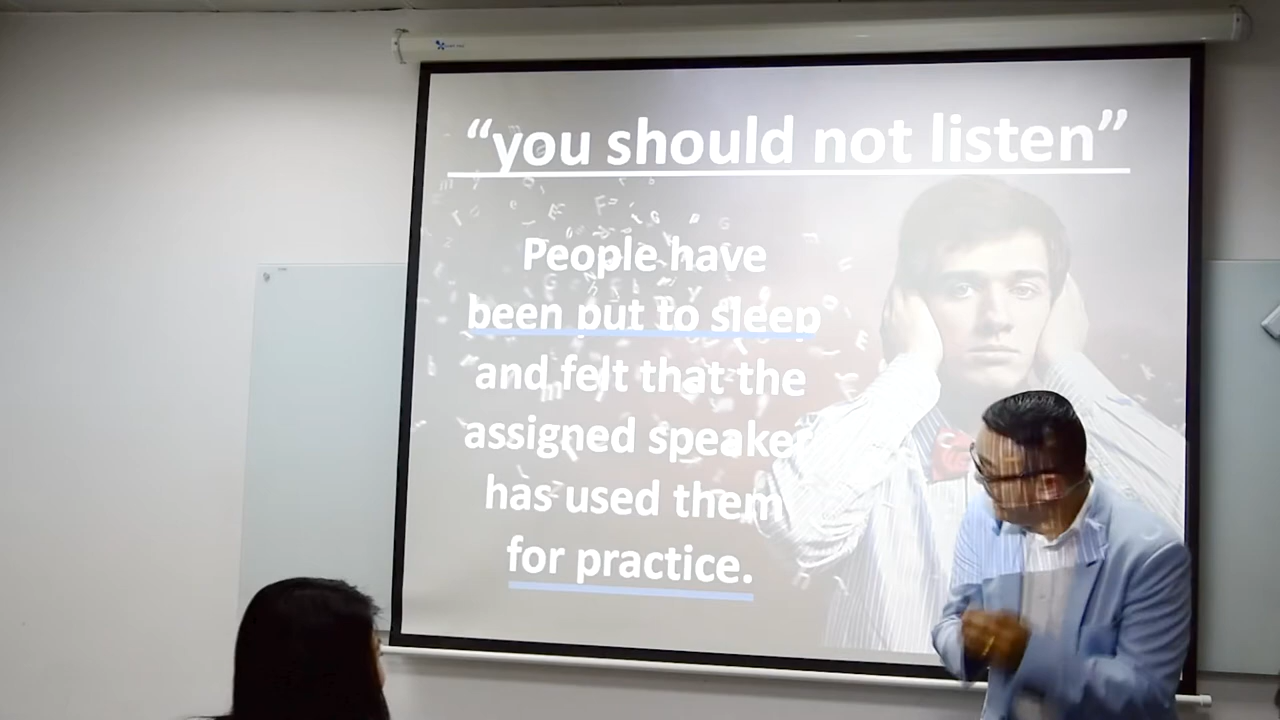 “you should not listen”
People have
been put to sleep
and felt that the
assigned speaker
has used them
for practice.